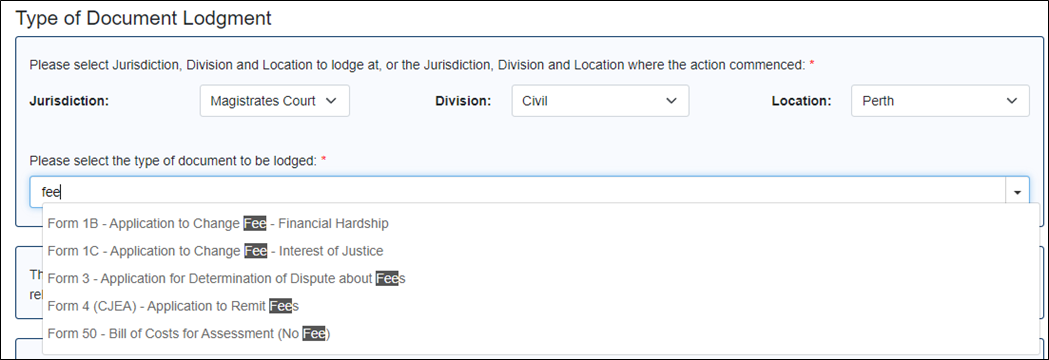 Type of Document Lodgment
Please select Jurisdiction, Division and Location to lodge at, or the Jurisdiction, Division and Location where the action commenced: *
Jurisdiction: Magistrates Court Division: Civil Location: Perth
Please select the type of document to be lodged: *
fee
Form 1B - Application to Change Fee - Financial Hardship
Form 1C - Application to Change Fee - Interest of Justice
Form 3 - Application for Determination of Dispute about Fees
Form 4 (CJEA) - Application to Remit Fees
Form 50 - Bill of Costs for Assessment (No Fee)